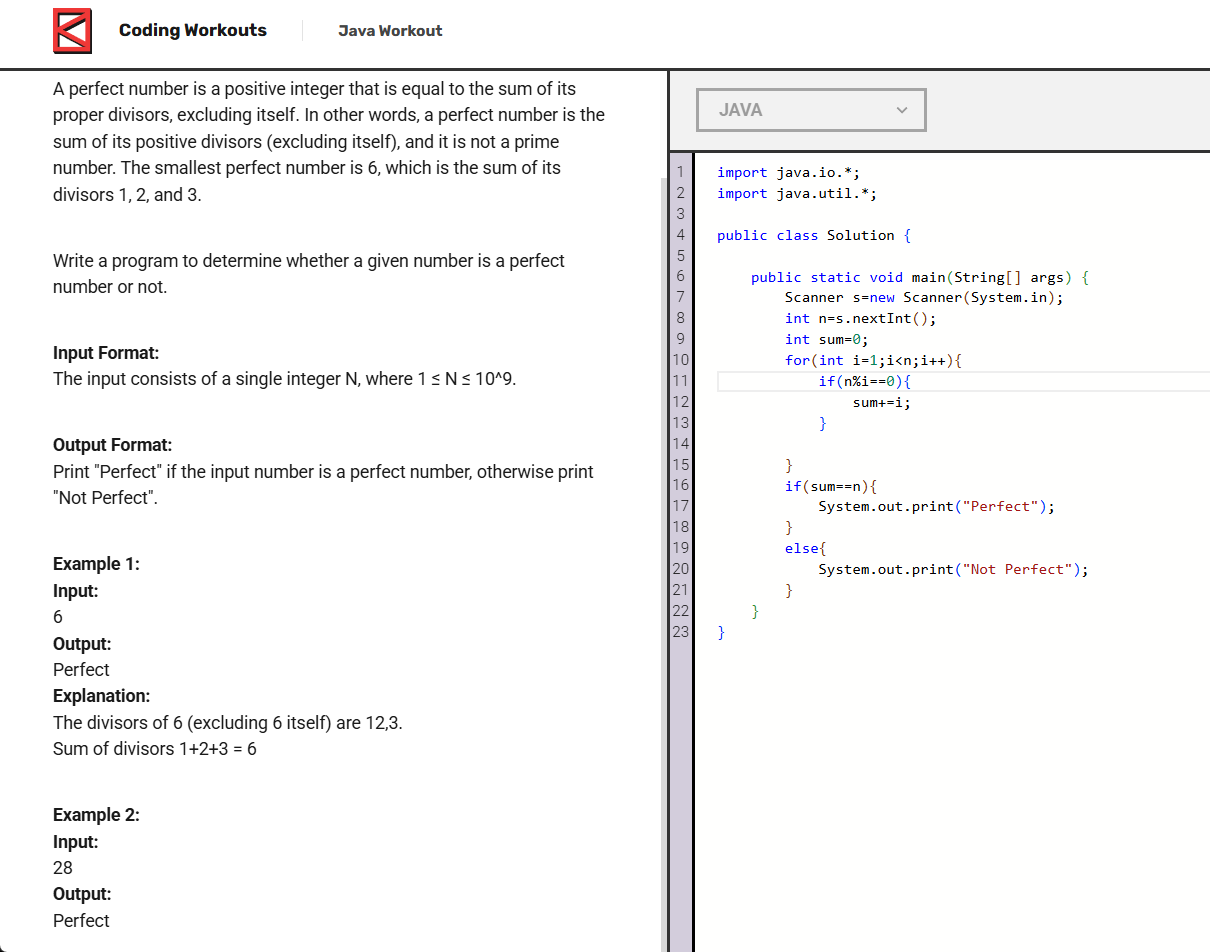 Coding Workouts
Java Workout
A perfect number is a positive integer that is equal to the sum of its
proper divisors, excluding itself. In other words, a perfect number is the
sum of its positive divisors (excluding itself), and it is not a prime
number. The smallest perfect number is 6, which is the sum of its
divisors 1, 2, and 3.
Write a program to determine whether a given number is a perfect
number or not.
Input Format:
The input consists of a single integer N, where 1 ≤ N ≤ 10^9.
Output Format:
Print "Perfect" if the input number is a perfect number, otherwise print
"Not Perfect".
Example 1:
Input:
6
Output:
Perfect
Explanation:
The divisors of 6 (excluding 6 itself) are 12,3.
Sum of divisors 1+2+3 = 6
Example 2:
Input:
28
Output:
Perfect
JAVA
1 import java.io.*;
2 import java.util.*;
3
4 public class Solution {
5
6     public static void main(String[] args) {
7         Scanner s=new Scanner(System.in);
8         int n=s.nextInt();
9         int sum=0;
10         for(int i=1;i<n;i++){
11             if(n%i==0){
12                 sum+=i;
13             }
14
15         }
16         if(sum==n){
17             System.out.print("Perfect");
18         }
19         else{
20             System.out.print("Not Perfect");
21         }
22     }
23 }